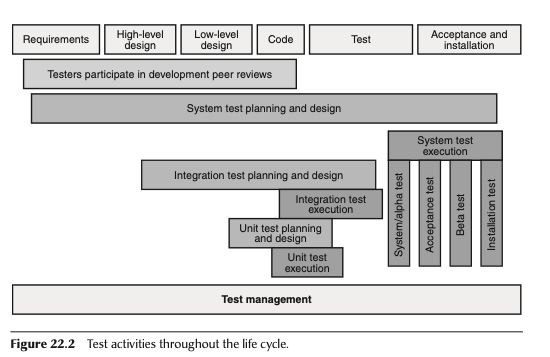 Requirements
High-level
design
Low-level
design
Code
Test
Acceptance and
installation
Testers participate in development peer reviews
System test planning and design
System test
execution
Integration test planning and design
Integration test
execution
Unit test planning
and design
Unit test
execution
System/alpha test
Acceptance test
Beta test
Installation test
Test management
Figure 22.2 Test activities throughout the life cycle.